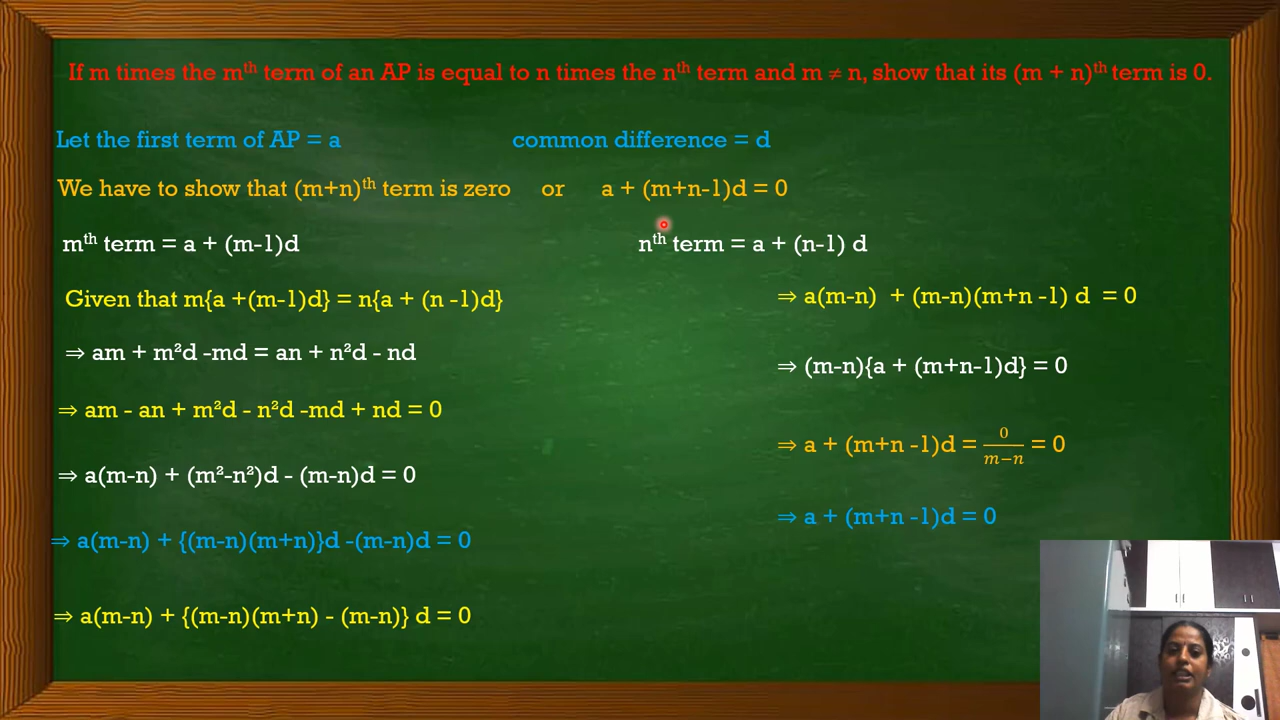 If m times the mᵗʰ term of an AP is equal to n times the nᵗʰ term and m ≠ n, show that its (m + n)ᵗʰ term is 0.
Let the first term of AP = a common difference = d
We have to show that (m+n)ᵗʰ term is zero or a + (m+n-1)d = 0
mᵗʰ term = a + (m-1)d nᵗʰ term = a + (n-1) d
Given that m{a +(m-1)d} = n{a + (n -1)d}
⇒ am + m²d -md = an + n²d - nd
⇒ am - an + m²d - n²d -md + nd = 0
⇒ a(m-n) + (m²-n²)d - (m-n)d = 0
⇒ a(m-n) + {(m-n)(m+n)}d -(m-n)d = 0
⇒ a(m-n) + {(m-n)(m+n) - (m-n)} d = 0
⇒ a(m-n) + (m-n)(m+n -1) d = 0
⇒ (m-n){a + (m+n-1)d} = 0
⇒ a + (m+n -1)d = 0/(m−n) = 0
⇒ a + (m+n -1)d = 0